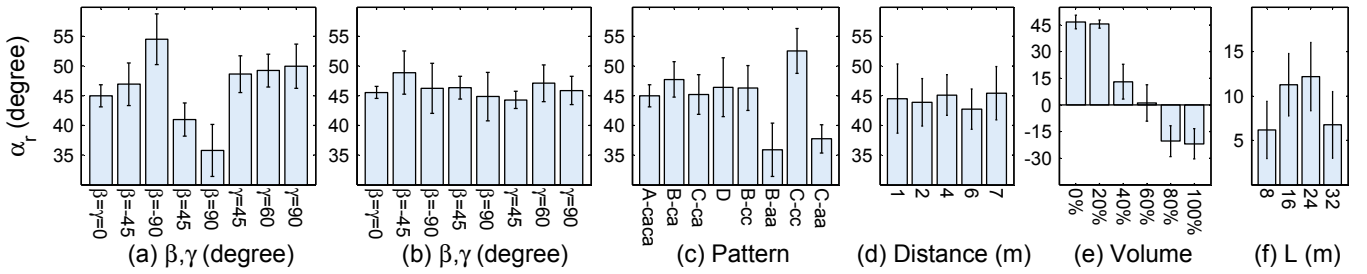 α_r (degree)
55
50
45
40
35
β=γ=0
β=-45
β=-90
β=45
β=90
γ=45
γ=60
γ=90
(a) β,γ (degree)
55
50
45
40
35
β=γ=0
β=-45
β=-90
β=45
β=90
γ=45
γ=60
γ=90
(b) β,γ (degree)
55
50
45
40
35
A-caca
B-ca
C-ca
D
B-cc
B-aa
C-cc
C-aa
(c) Pattern
55
50
45
40
35
1
2
4
6
7
(d) Distance (m)
45
30
15
0
-15
-30
0%
20%
40%
60%
80%
100%
(e) Volume
15
10
5
8
16
24
32
(f) L (m)